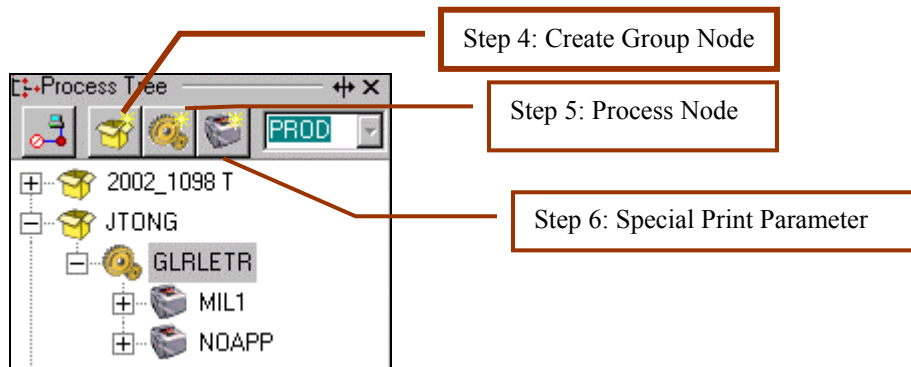 Step 4: Create Group Node
Process Tree
Step 5: Process Node
PROD
2002_1098 T
JTONG
Step 6: Special Print Parameter
GLRLETR
MIL1
NOAPP